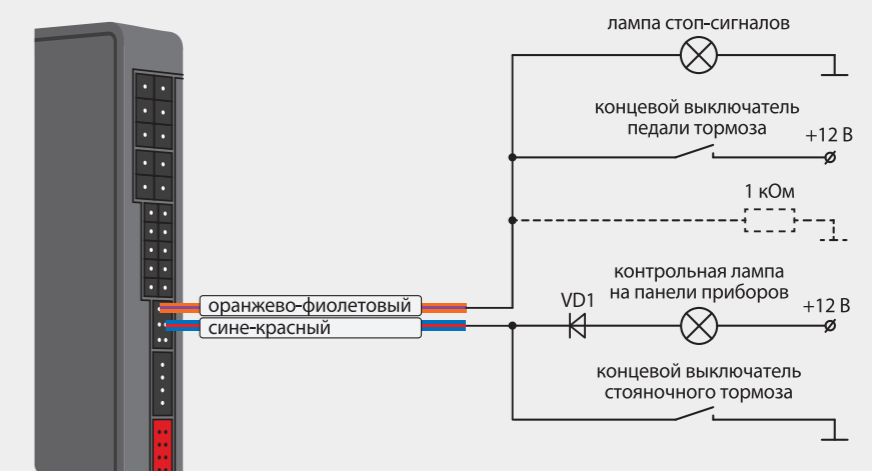 лампа стоп-сигналов
концевой выключатель
педали тормоза
+12 В
1 кОм
контрольная лампа
на панели приборов
+12 В
VD1
оранжево-фиолетовый
сине-красный
концевой выключатель
стояночного тормоза